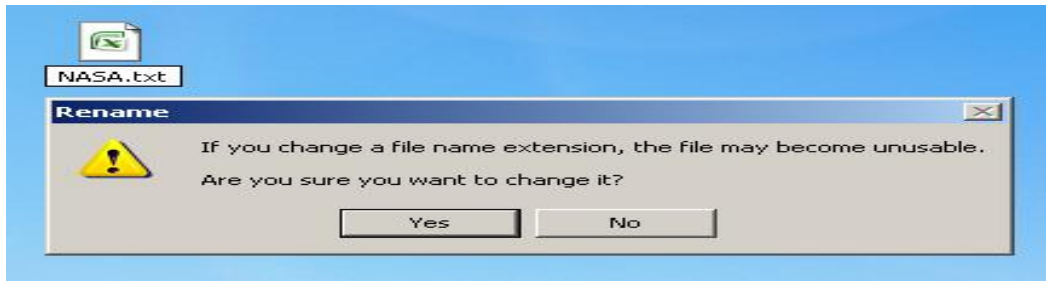 NASA.txt
Rename
If you change a file name extension, the file may become unusable.
Are you sure you want to change it?
Yes No